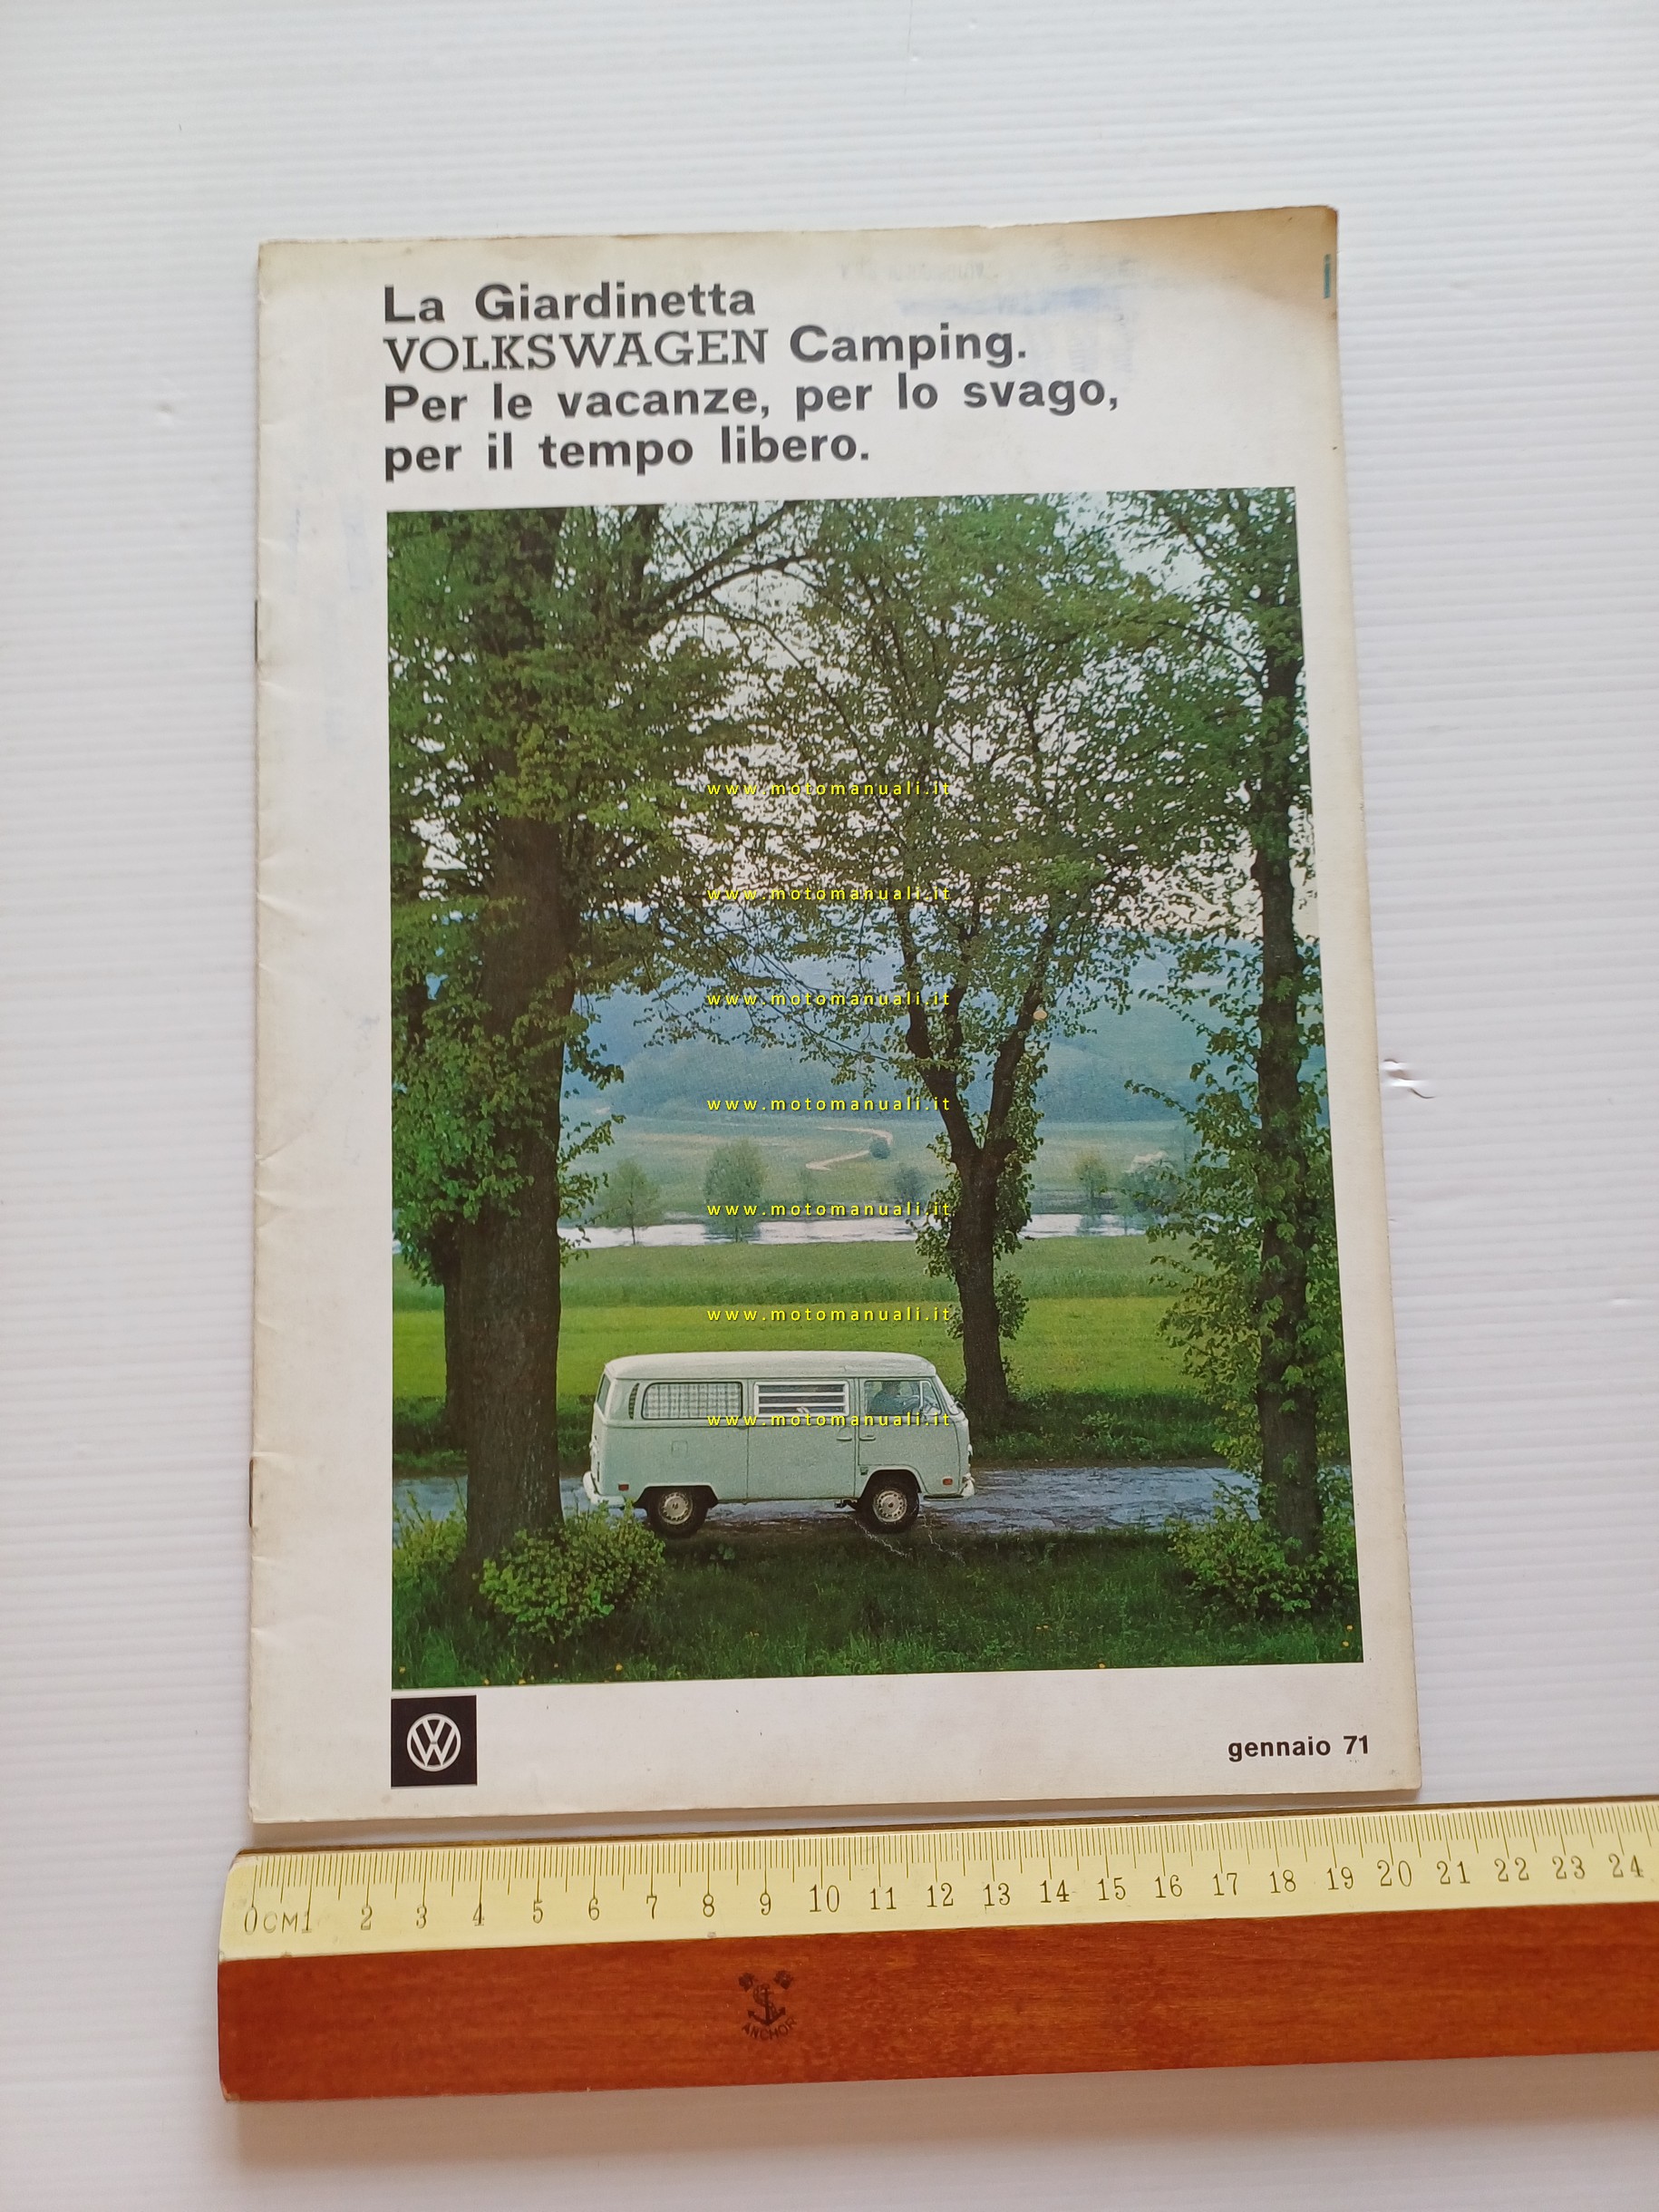 La Giardinetta
VOLKSWAGEN Camping.
Per le vacanze, per lo svago,
per il tempo libero.
www.motomanuali.it
www.motomanuali.it
www.motomanuali.it
www.motomanuali.it
www.motomanuali.it
www.motomanuali.it
www.motomanuali.it
gennaio 71
0CM1 2 3 4 5 6 7 8 9 10 11 12 13 14 15 16 17 18 19 20 21 22 23 24
ANCHOR